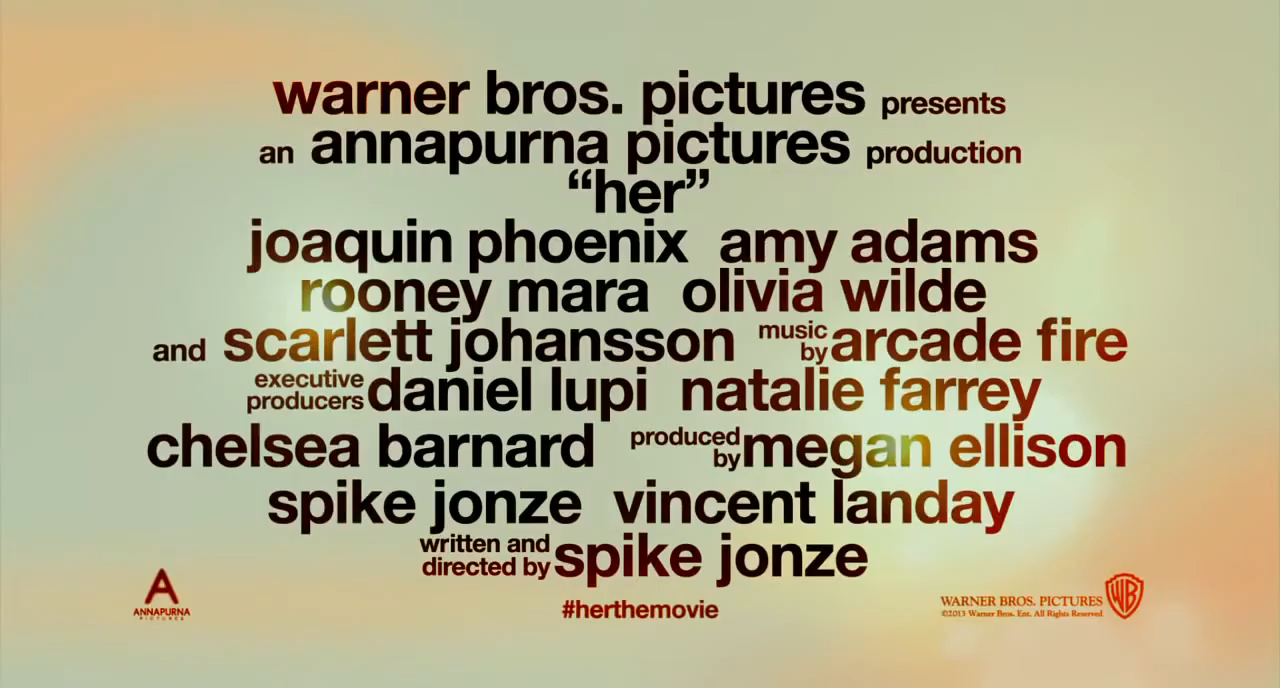 warner bros. pictures presents
an annapurna pictures production
“her”
joaquin phoenix amy adams
rooney mara olivia wilde
and scarlett johansson music by arcade fire
executive producers daniel lupi natalie farrey
chelsea barnard produced by megan ellison
spike jonze vincent landay
written and directed by spike jonze
#herthemovie
A
ANNAPURNA
PICTURES
WARNER BROS. PICTURES
©2013 Warner Bros. Ent. All Rights Reserved
WB